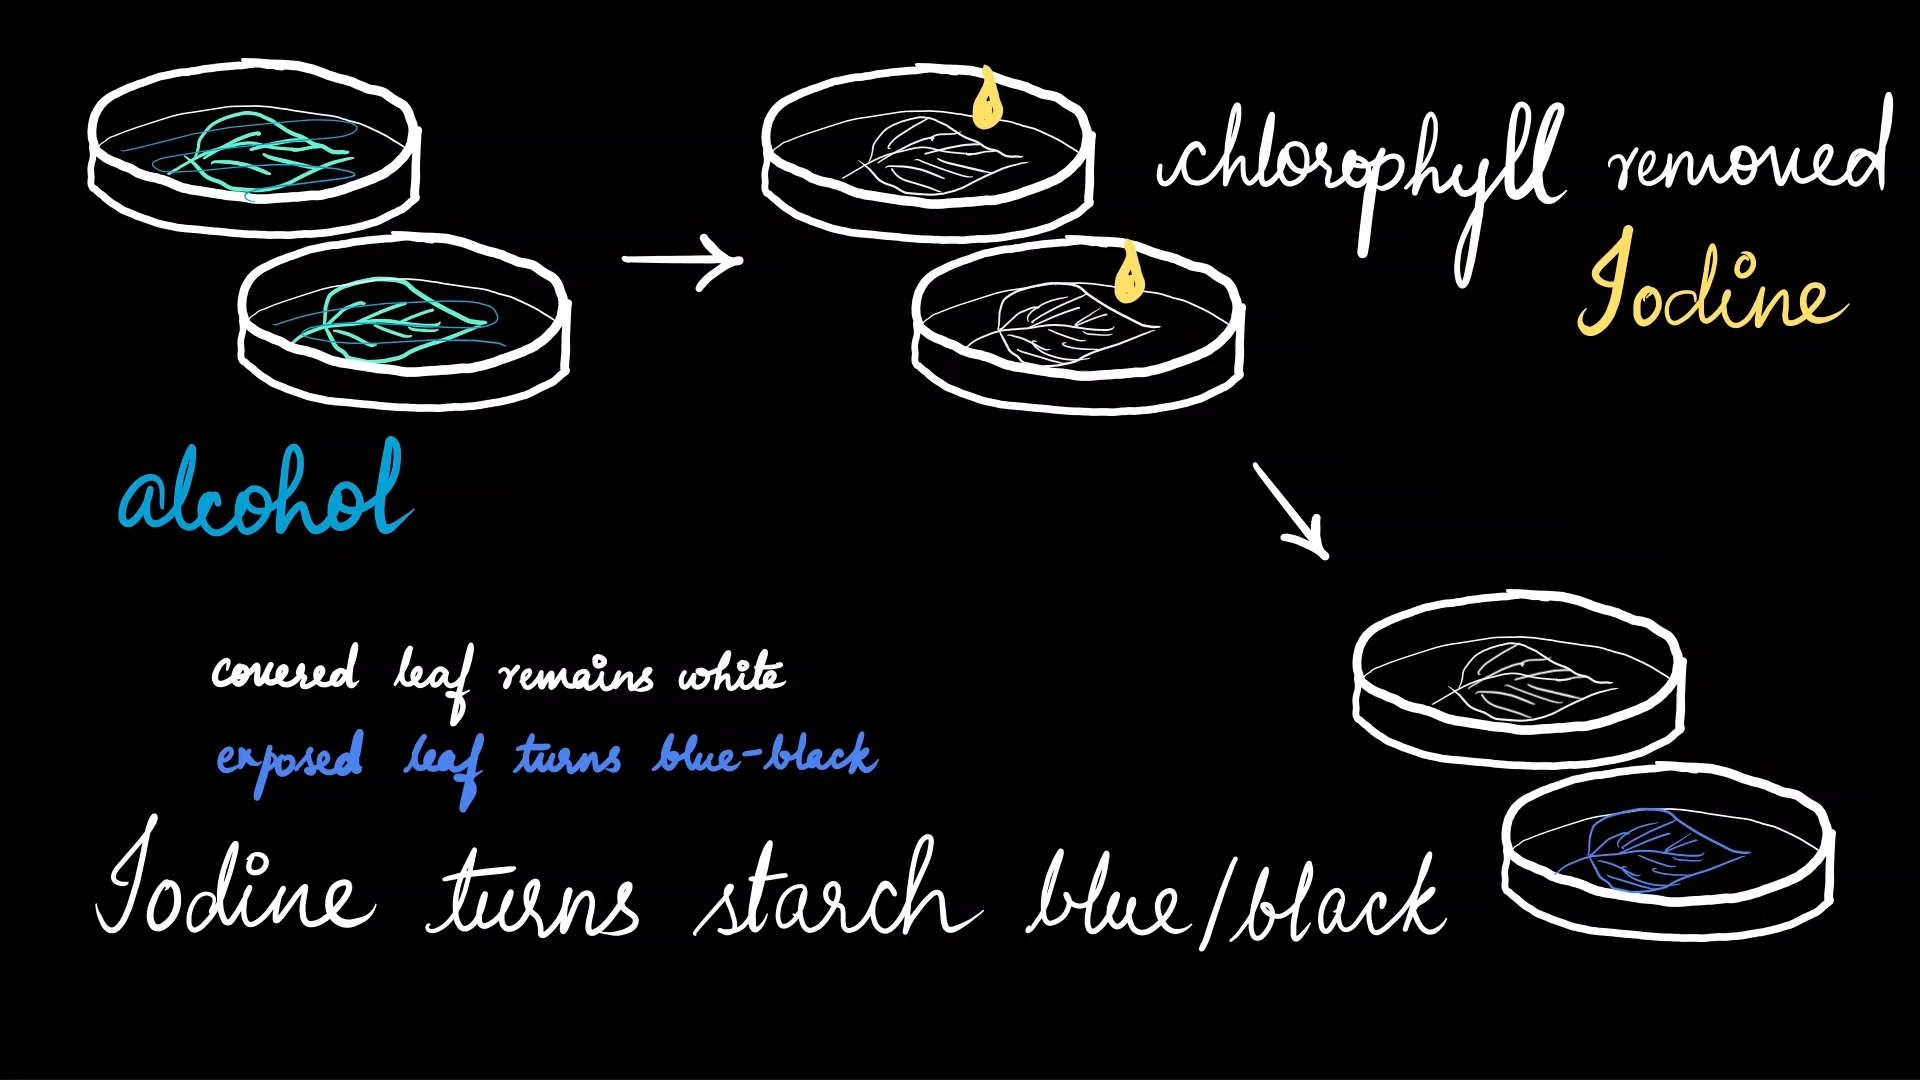 chlorophyll removed
Iodine
alcohol
covered leaf remains white
exposed leaf turns blue-black
Iodine turns starch blue/black